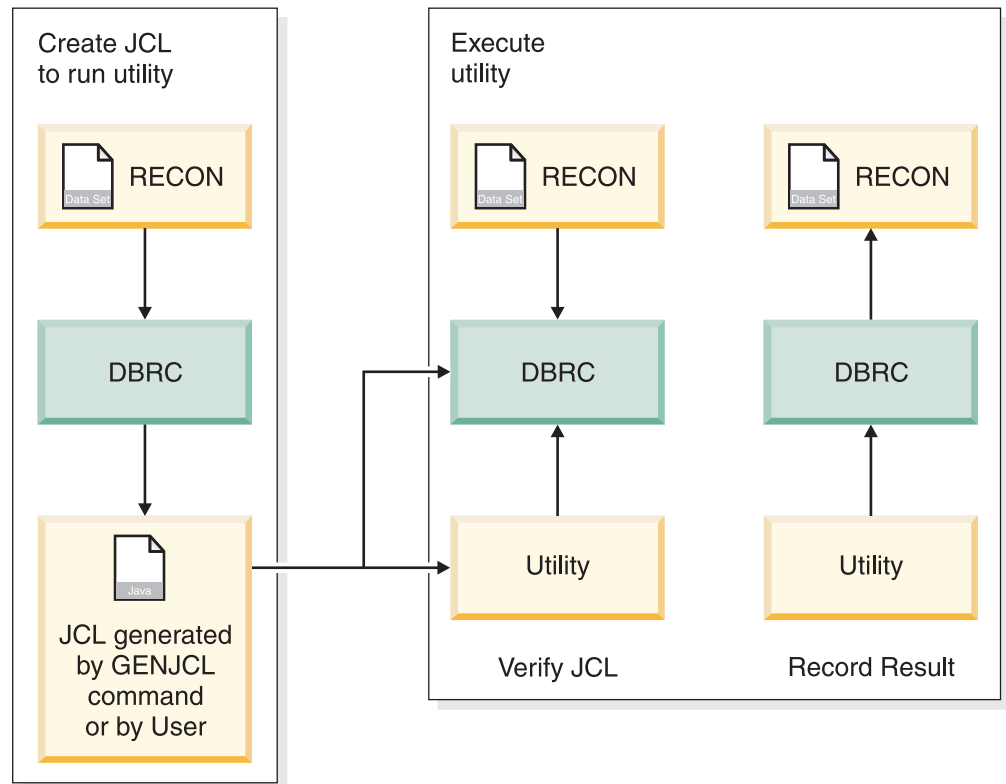 Create JCL
to run utility
Data Set
RECON
DBRC
Java
JCL generated
by GENJCL
command
or by User
Execute
utility
Data Set
RECON
DBRC
Utility
Verify JCL
Data Set
RECON
DBRC
Utility
Record Result